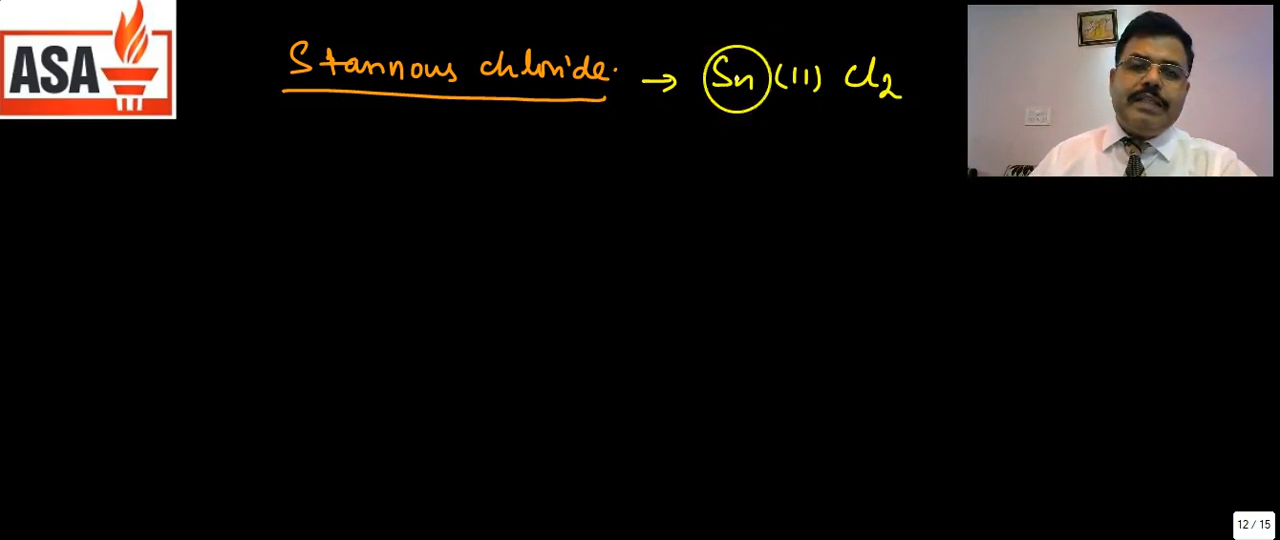 ASA
Stannous chloride. → Sn (II) Cl2
12 / 15